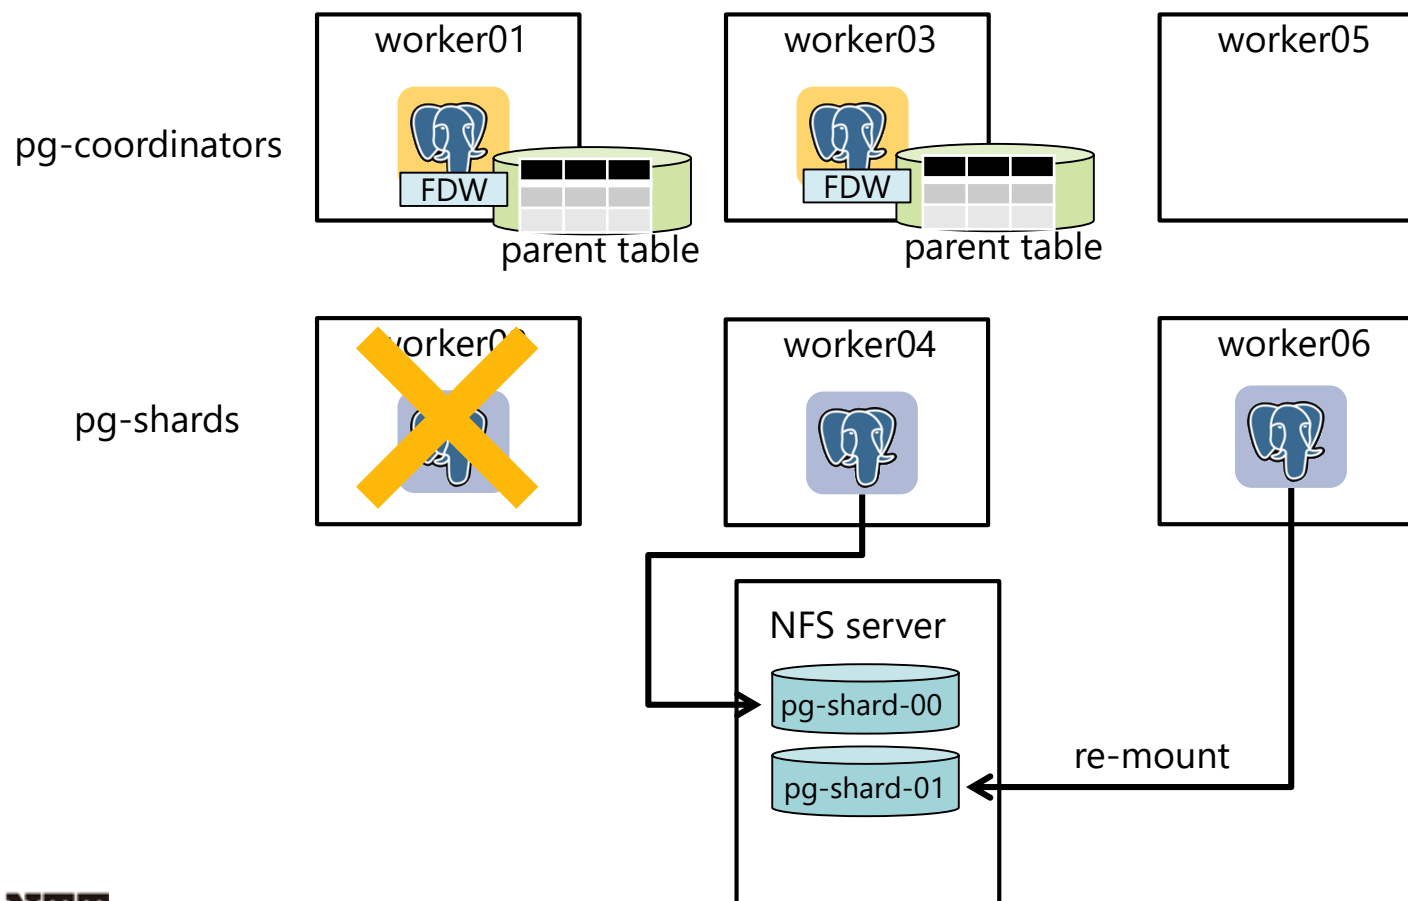 worker01
worker03
worker05
pg-coordinators
FDW
FDW
parent table
parent table
worker04
worker06
pg-shards
NFS server
pg-shard-00
pg-shard-01
re-mount